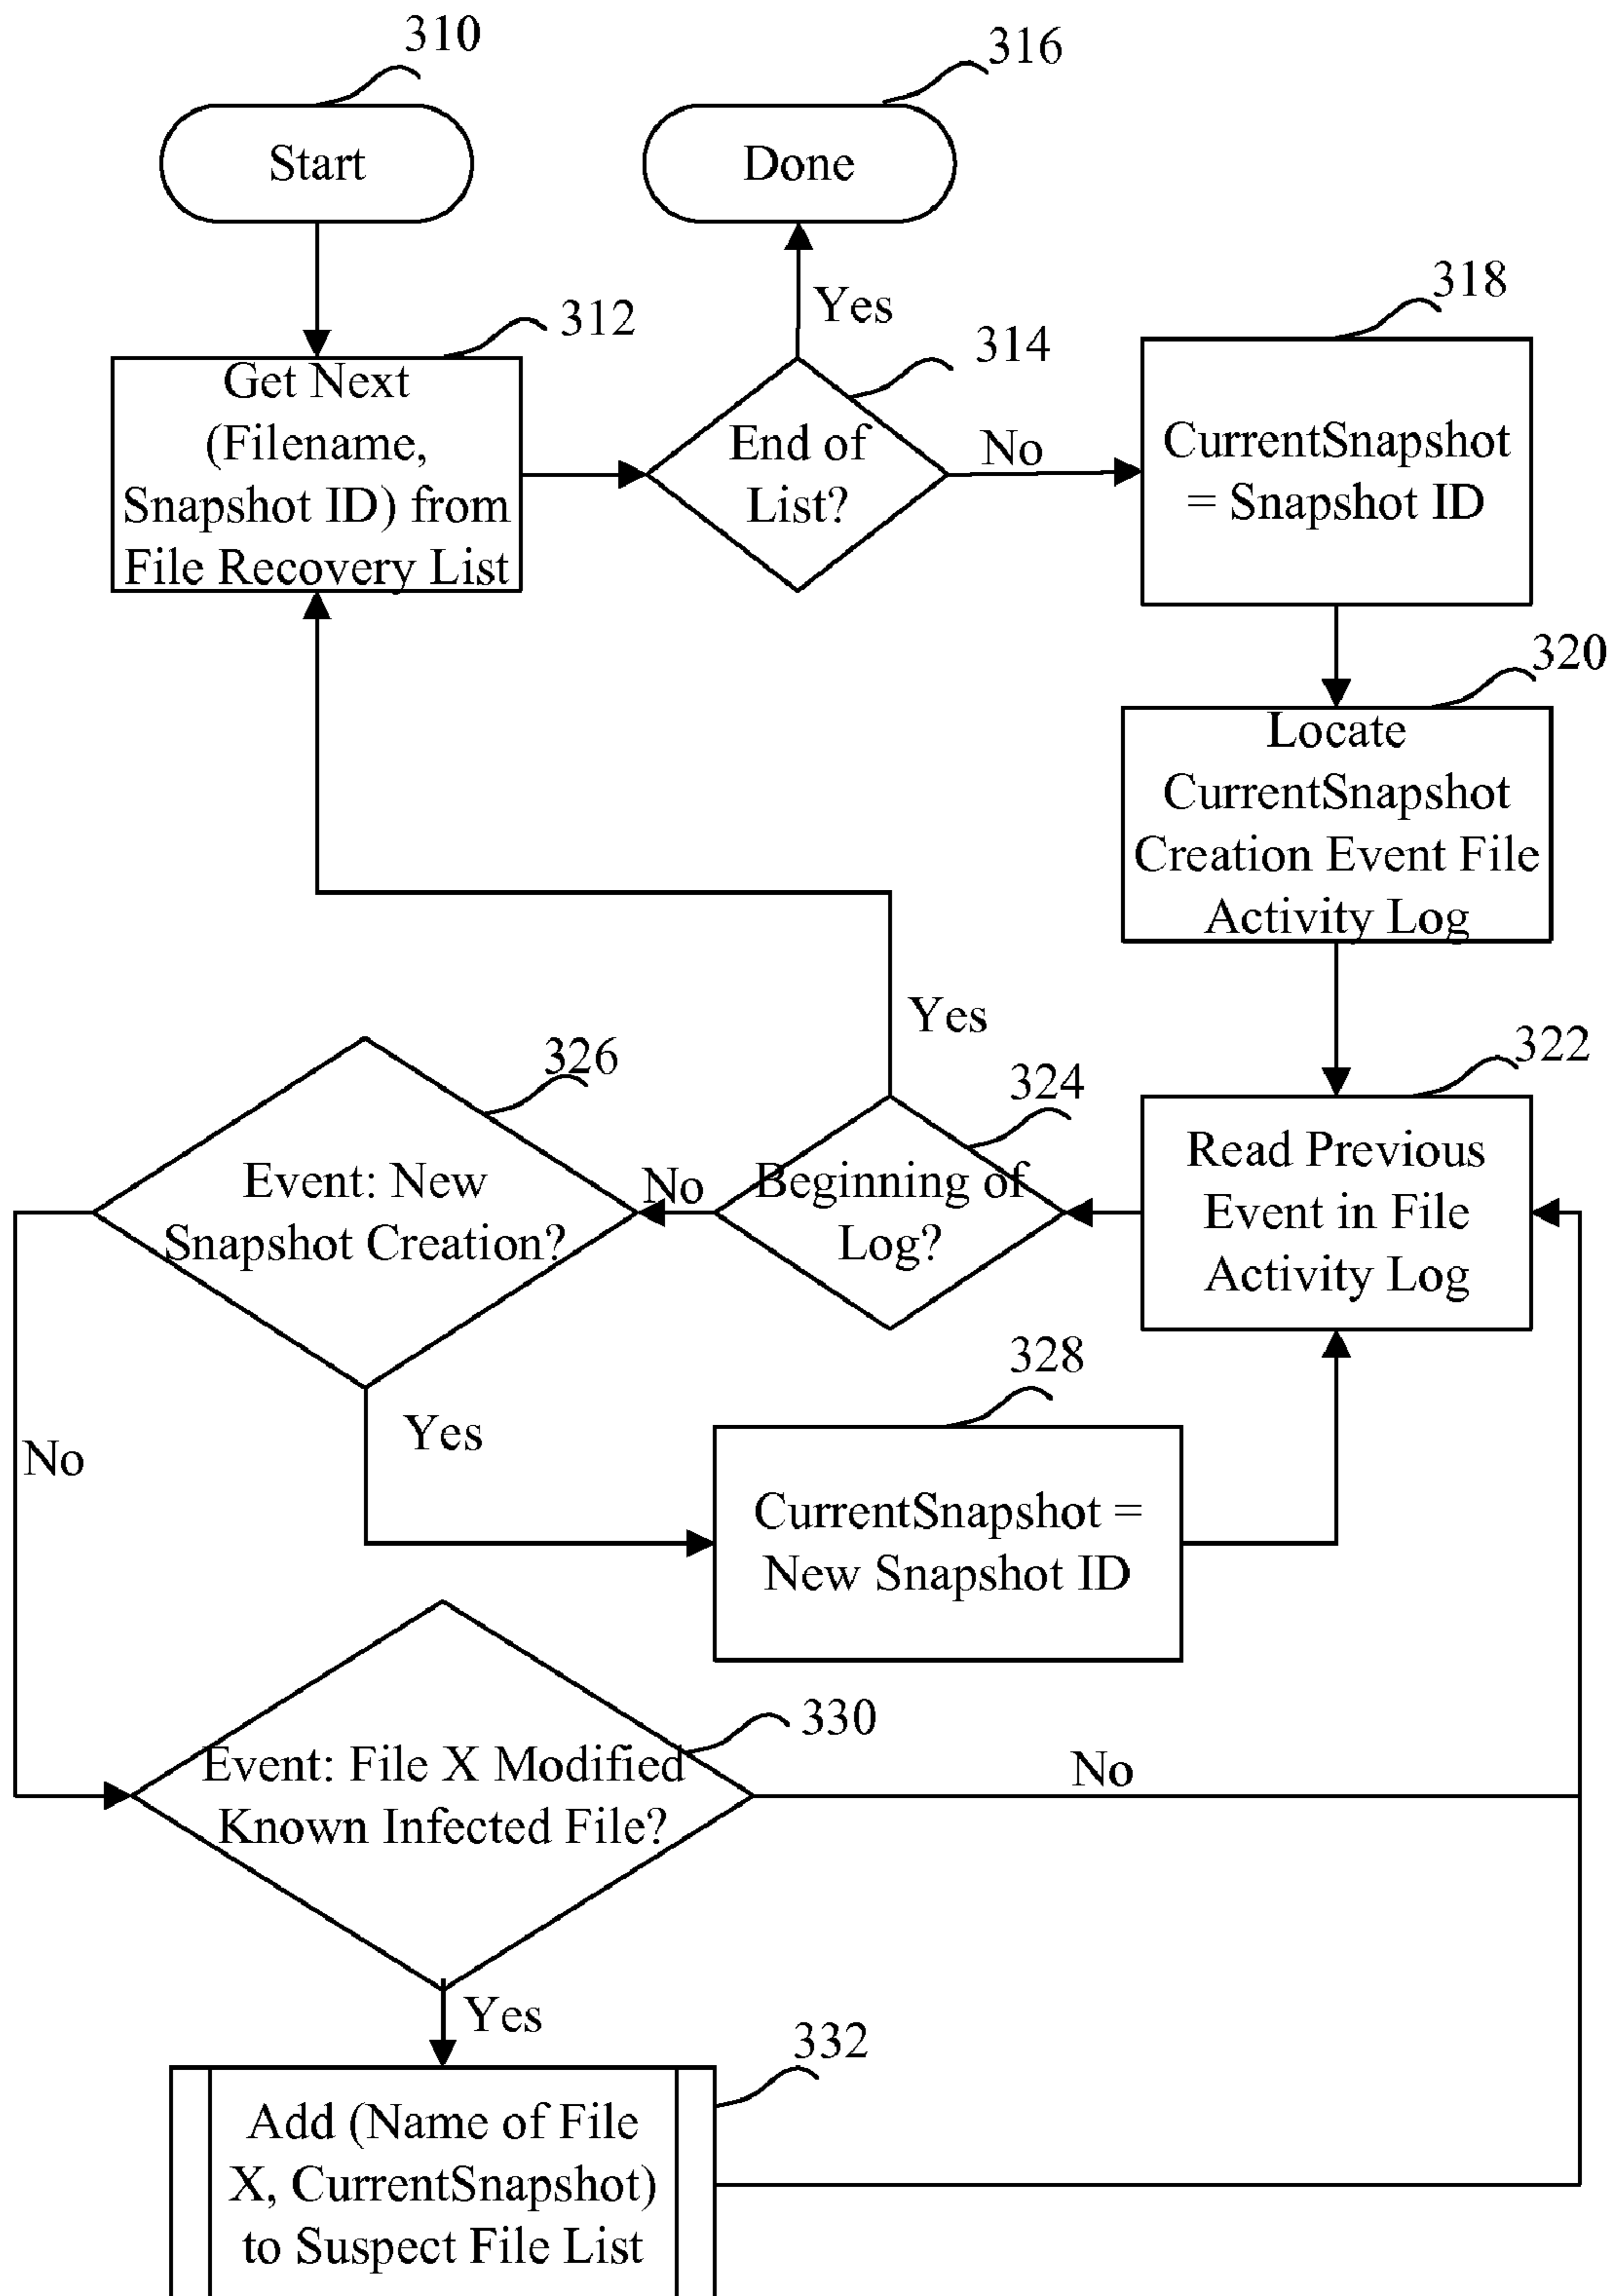 310
Start
316
Done
312
Get Next
(Filename,
Snapshot ID) from
File Recovery List
Yes
314
End of
List?
No
318
CurrentSnapshot
= Snapshot ID
320
Locate
CurrentSnapshot
Creation Event File
Activity Log
322
Read Previous
Event in File
Activity Log
Yes
324
Beginning of
Log?
No
326
Event: New
Snapshot Creation?
Yes
328
CurrentSnapshot =
New Snapshot ID
No
330
Event: File X Modified
Known Infected File?
No
Yes
332
Add (Name of File
X, CurrentSnapshot)
to Suspect File List